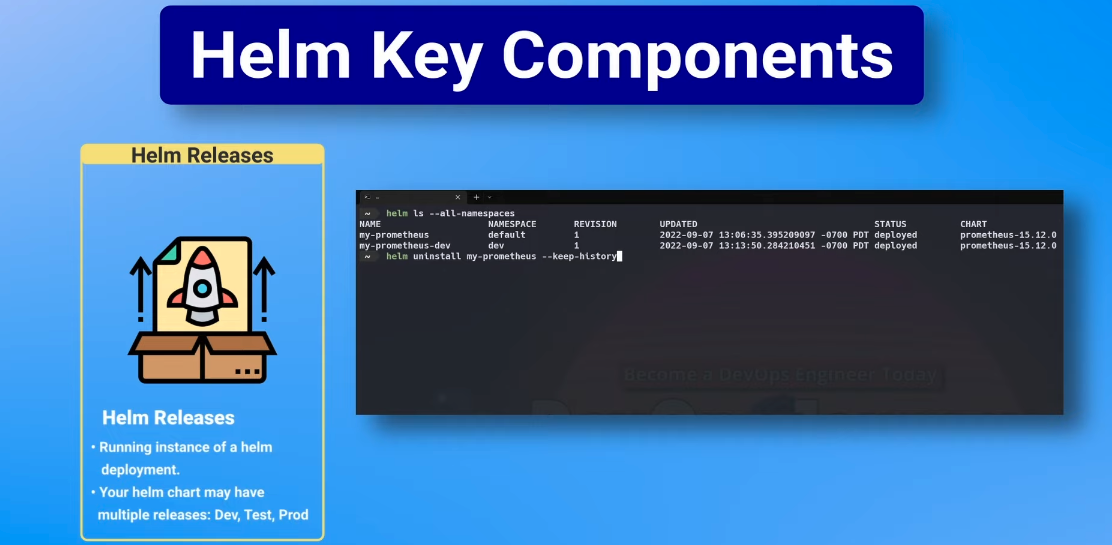 Helm Key Components
Helm Releases
helm ls --all-namespaces
NAME NAMESPACE REVISION UPDATED STATUS CHART
my-prometheus default 1 2022-09-07 13:06:35.395209097 -0700 PDT deployed prometheus-15.12.0
my-prometheus-dev dev 1 2022-09-07 13:13:50.284210451 -0700 PDT deployed prometheus-15.12.0
~ helm uninstall my-prometheus --keep-history
Become a DevOps Engineer Today
Helm Releases
• Running instance of a helm
deployment.
• Your helm chart may have
multiple releases: Dev, Test, Prod